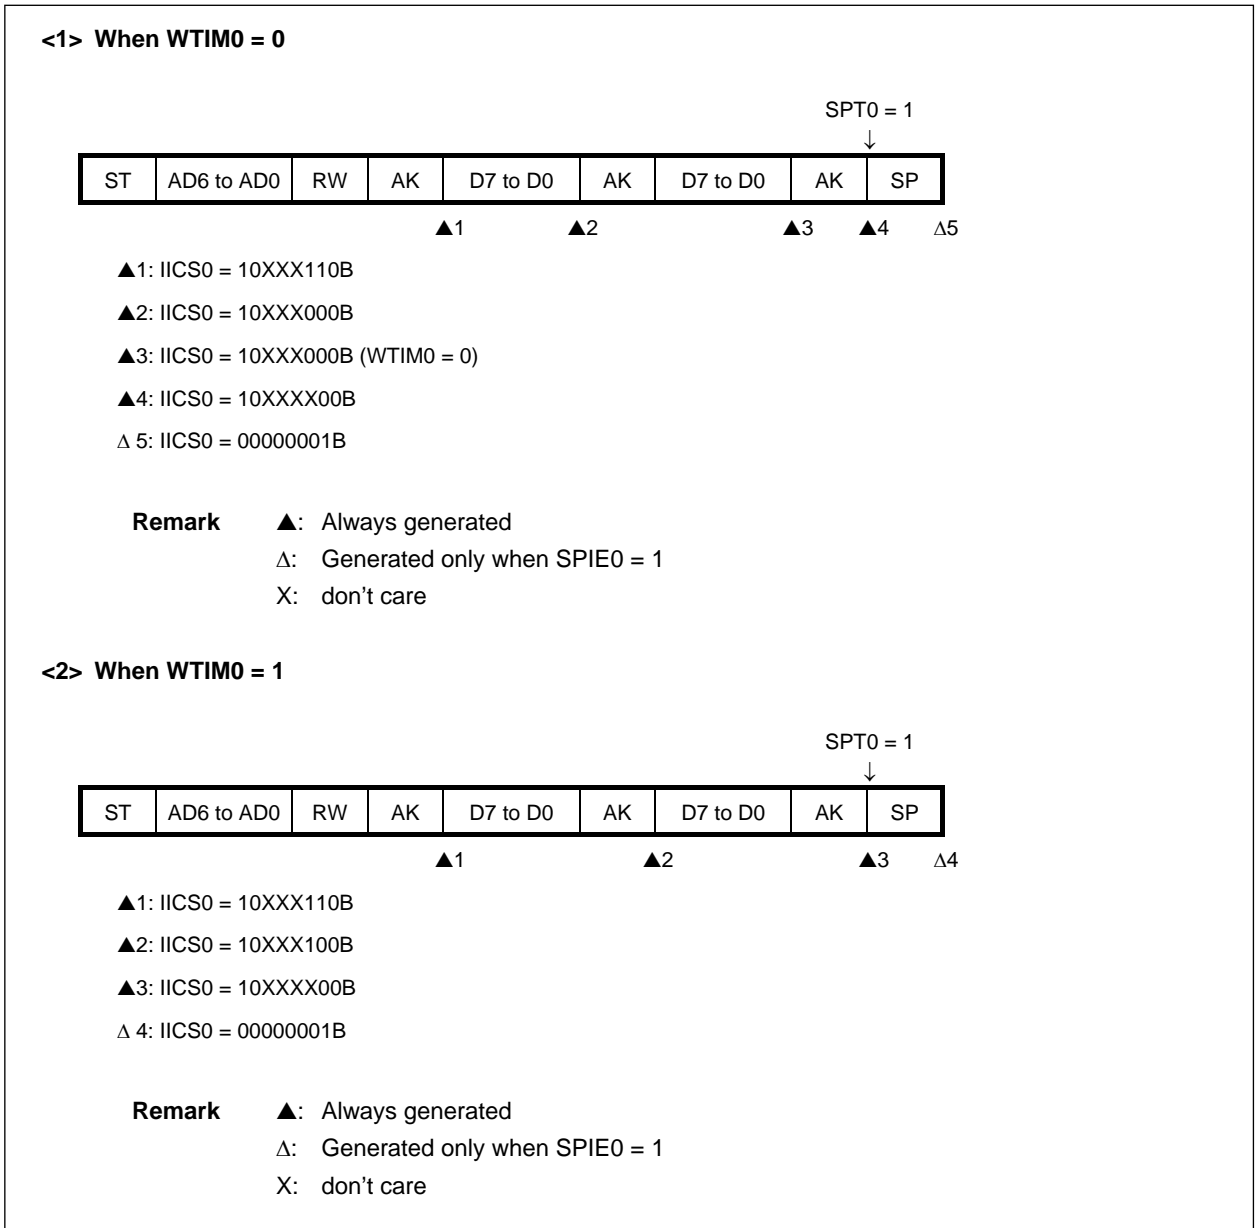 <1> When WTIM0 = 0
SPT0 = 1
↓
ST AD6 to AD0 RW AK D7 to D0 AK D7 to D0 AK SP
▲1 ▲2 ▲3 ▲4 Δ5
▲1: IICS0 = 10XXX110B
▲2: IICS0 = 10XXX000B
▲3: IICS0 = 10XXX000B (WTIM0 = 0)
▲4: IICS0 = 10XXXX00B
Δ 5: IICS0 = 00000001B
Remark ▲: Always generated
Δ: Generated only when SPIE0 = 1
X: don't care
<2> When WTIM0 = 1
SPT0 = 1
↓
ST AD6 to AD0 RW AK D7 to D0 AK D7 to D0 AK SP
▲1 ▲2 ▲3 Δ4
▲1: IICS0 = 10XXX110B
▲2: IICS0 = 10XXX100B
▲3: IICS0 = 10XXXX00B
Δ 4: IICS0 = 00000001B
Remark ▲: Always generated
Δ: Generated only when SPIE0 = 1
X: don't care